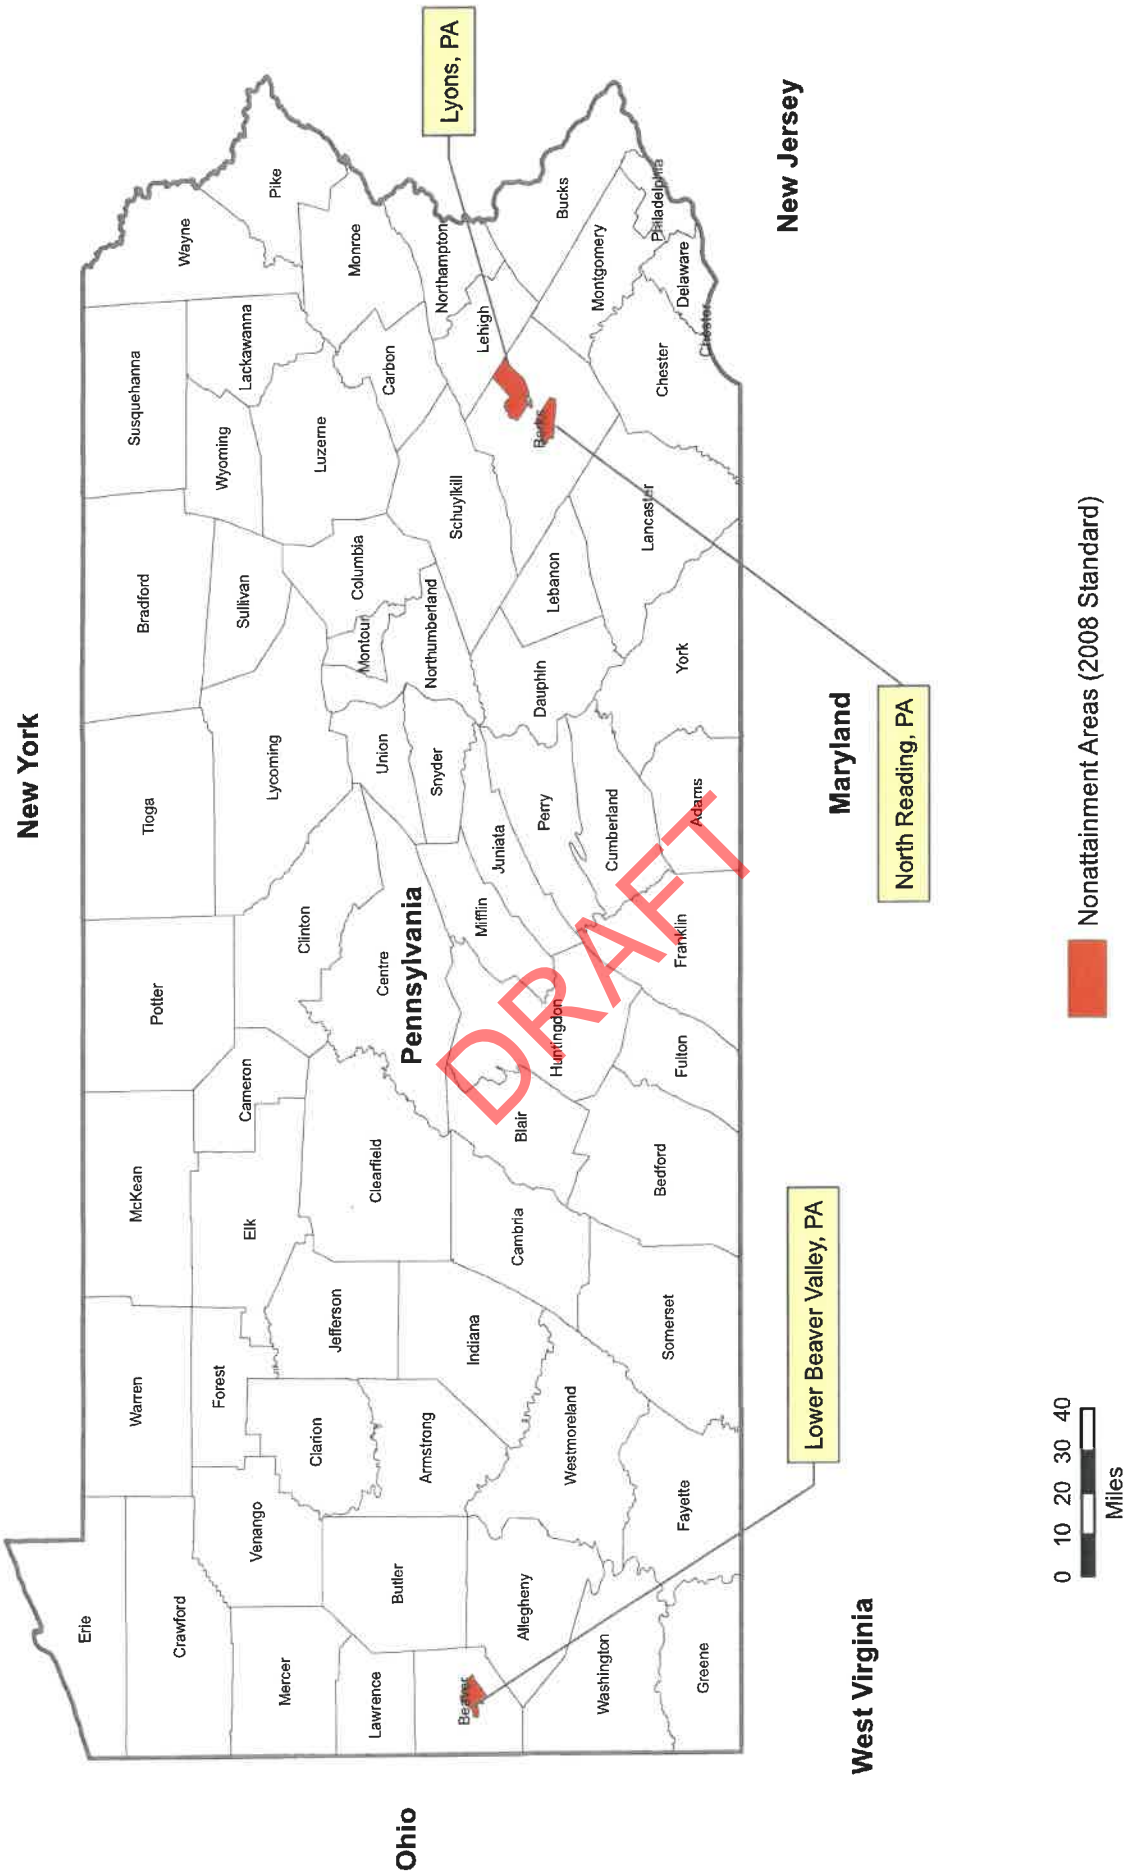 New York
Erie
Crawford
Warren
McKean
Potter
Tioga
Bradford
Susquehanna
Wayne
Pike
Wyoming
Lackawanna
Sullivan
Forest
Elk
Cameron
Clinton
Lycoming
Luzerne
Monroe
Venango
Mercer
Clarion
Jefferson
Clearfield
Centre
Union
Montour
Columbia
Carbon
Lawrence
Butler
Armstrong
Pennsylvania
Snyder
Northumberland
Schuylkill
Northampton
Lehigh
Lyons, PA
Ohio
Beaver
Indiana
Cambria
Blair
Huntingdon
Mifflin
Juniata
Perry
Dauphin
Lebanon
Berks
Bucks
Allegheny
Westmoreland
Cumberland
Lancaster
Montgomery
Philadelphia
Washington
Greene
Fayette
Somerset
Bedford
Fulton
Franklin
Adams
York
Chester
Delaware
Chester
DRAFT
New Jersey
West Virginia
Lower Beaver Valley, PA
Maryland
North Reading, PA
0 10 20 30 40
Miles
Nonattainment Areas (2008 Standard)